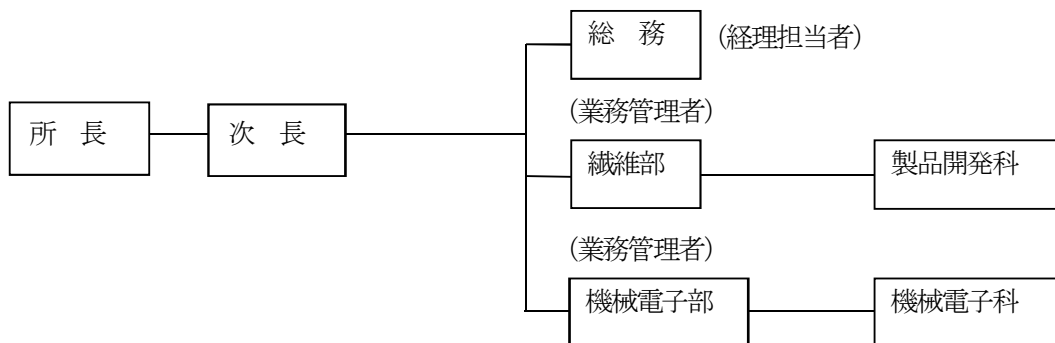 総　務
(経理担当者)
(業務管理者)
所　長
次　長
繊維部
製品開発科
(業務管理者)
機械電子部
機械電子科